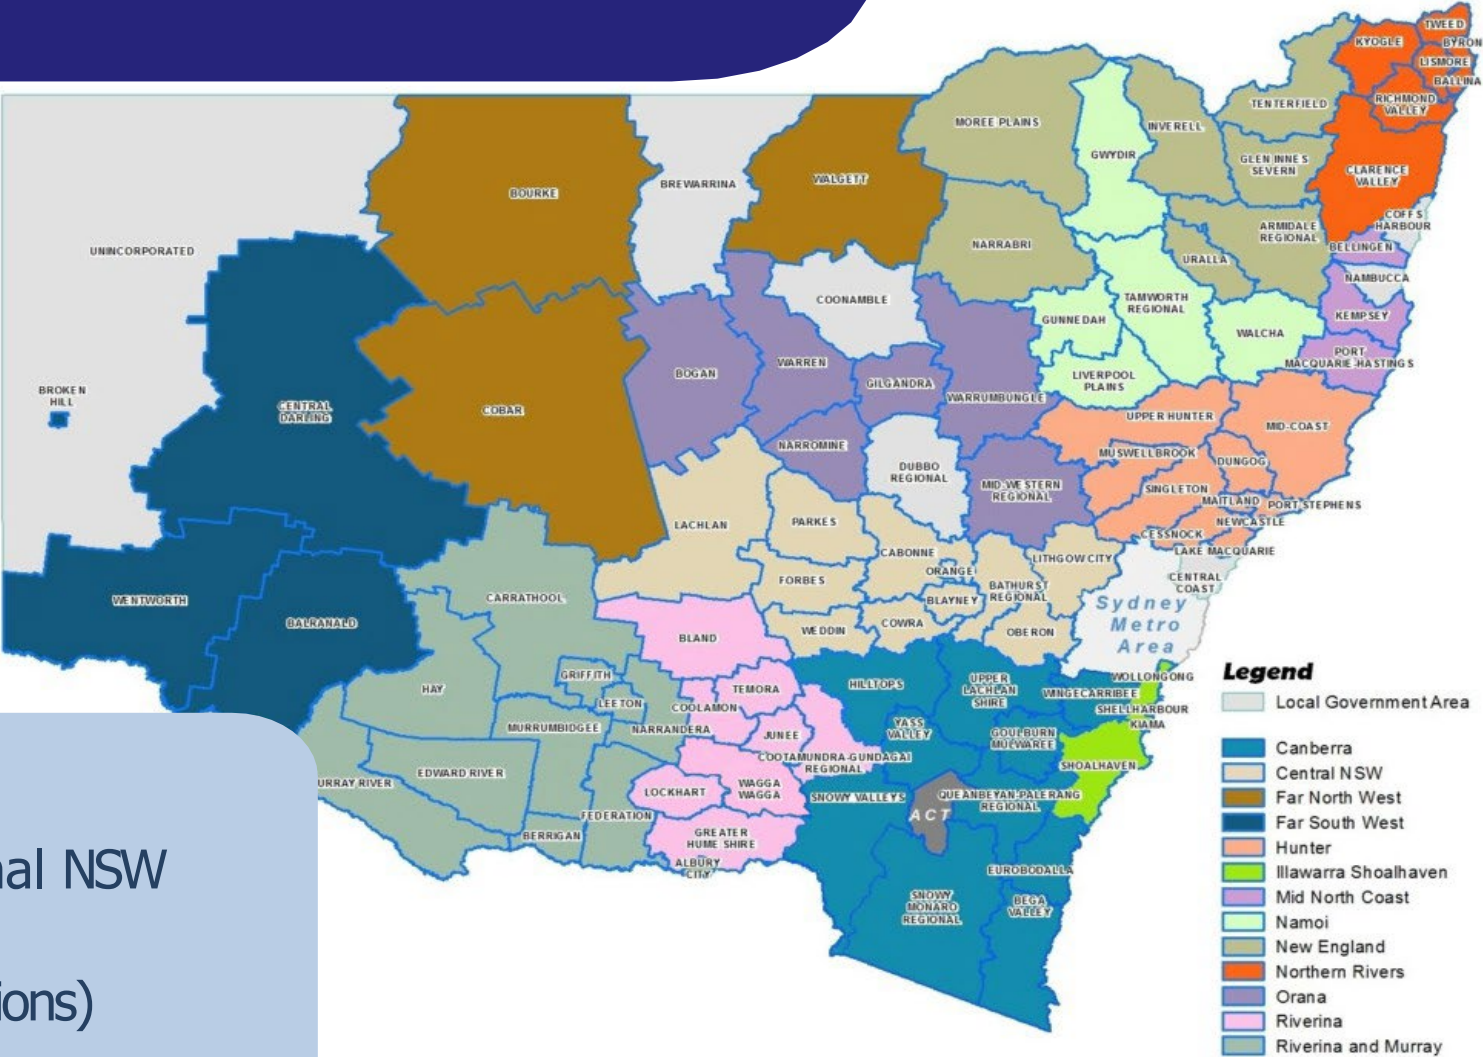 TWEED
KYOGLE
BYRON
LISMORE
BALLINA
RICHMOND
VALLEY
TENTERFIELD
MOREE PLAINS
INVERELL
GWYDIR
GLEN INNES
SEVERN
CLARENCE
VALLEY
WALGETT
BREWARRINA
BOURKE
COFFS
HARBOUR
ARMIDALE
REGIONAL
BELLINGEN
NARRABRI
UNINCORPORATED
URALLA
NAMBUCCA
COONAMBLE
TAMWORTH
REGIONAL
GUNNEDAH
KEMPSEY
WALCHA
PORT
MACQUARIE-HASTINGS
WARREN
BOGAN
LIVERPOOL
PLAINS
GILGANDRA
WARRUMBUNGLE
BROKEN
HILL
CENTRAL
DARLING
COBAR
UPPER HUNTER
MID-COAST
NARROMINE
MUSWELLBROOK
DUNGOG
DUBBO
REGIONAL
MID-WESTERN
REGIONAL
SINGLETON
MAITLAND
PORT STEPHENS
LACHLAN
PARKES
NEWCASTLE
CESSNOCK
LAKE MACQUARIE
CABONNE
LITHGOW CITY
ORANGE
FORBES
CENTRAL
COAST
BATHURST
REGIONAL
BLAYNEY
WENTWORTH
CARRATHOOL
Sydney
Metro
Area
BALRANALD
COWRA
WEDDIN
OBERON
BLAND
GRIFFITH
HAY
TEMORA
HILLTOPS
UPPER
LACHLAN
SHIRE
WOLLONGONG
WINGECARRIBEE
LEETON
COOLAMON
SHELLHARBOUR
KIAMA
MURRUMBIDGEE
NARRANDERA
JUNEE
YASS
VALLEY
GOULBURN
MULWAREE
COOTAMUNDRA-GUNDAGAI
REGIONAL
SHOALHAVEN
EDWARD RIVER
URRAY RIVER
LOCKHART
WAGGA
WAGGA
SNOWY VALLEYS
QUEANBEYAN-PALERANG
REGIONAL
ACT
FEDERATION
BERRIGAN
GREATER
HUME SHIRE
ALBURY
CITY
EUROBODALLA
SNOWY
MONARO
REGIONAL
BEGA
VALLEY
Legend
Local Government Area
Canberra
Central NSW
Far North West
Far South West
Hunter
Illawarra Shoalhaven
Mid North Coast
Namoi
New England
Northern Rivers
Orana
Riverina
Riverina and Murray
nal NSW
ions)